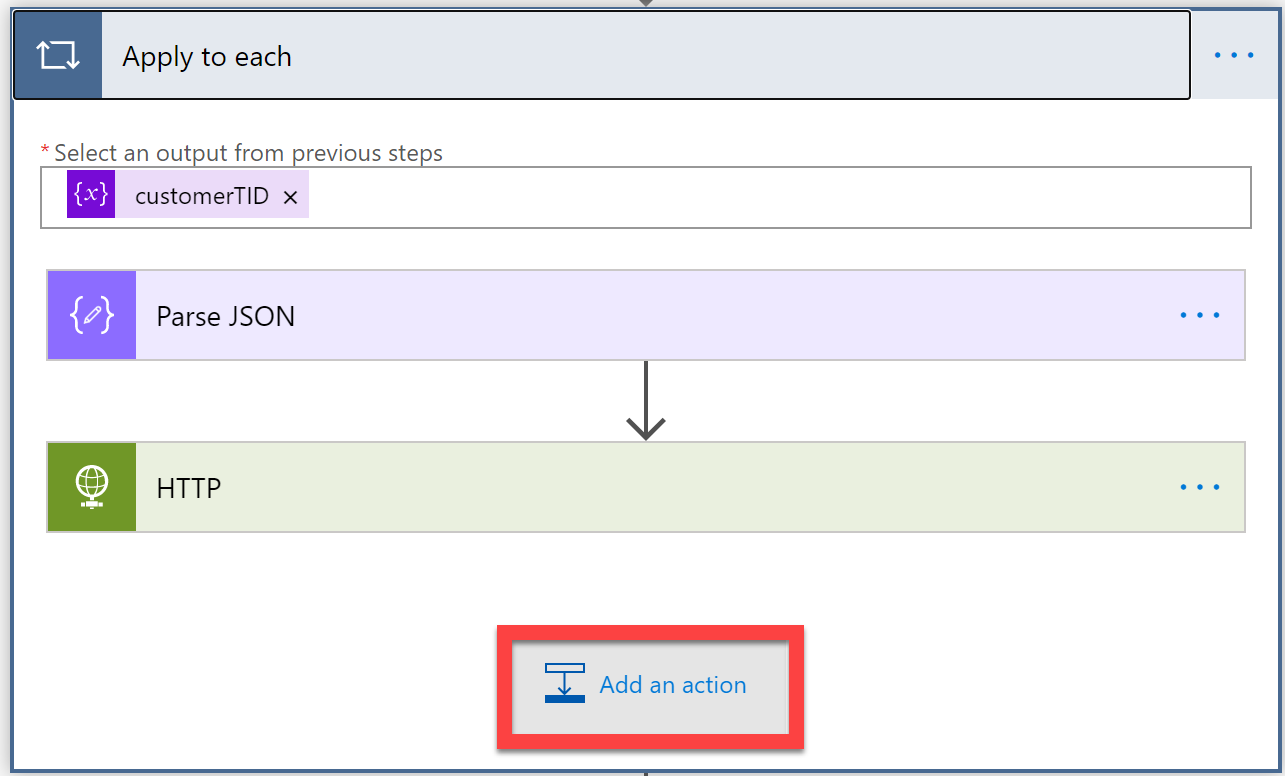 Apply to each
* Select an output from previous steps
{x} customerTID ×
Parse JSON
HTTP
Add an action